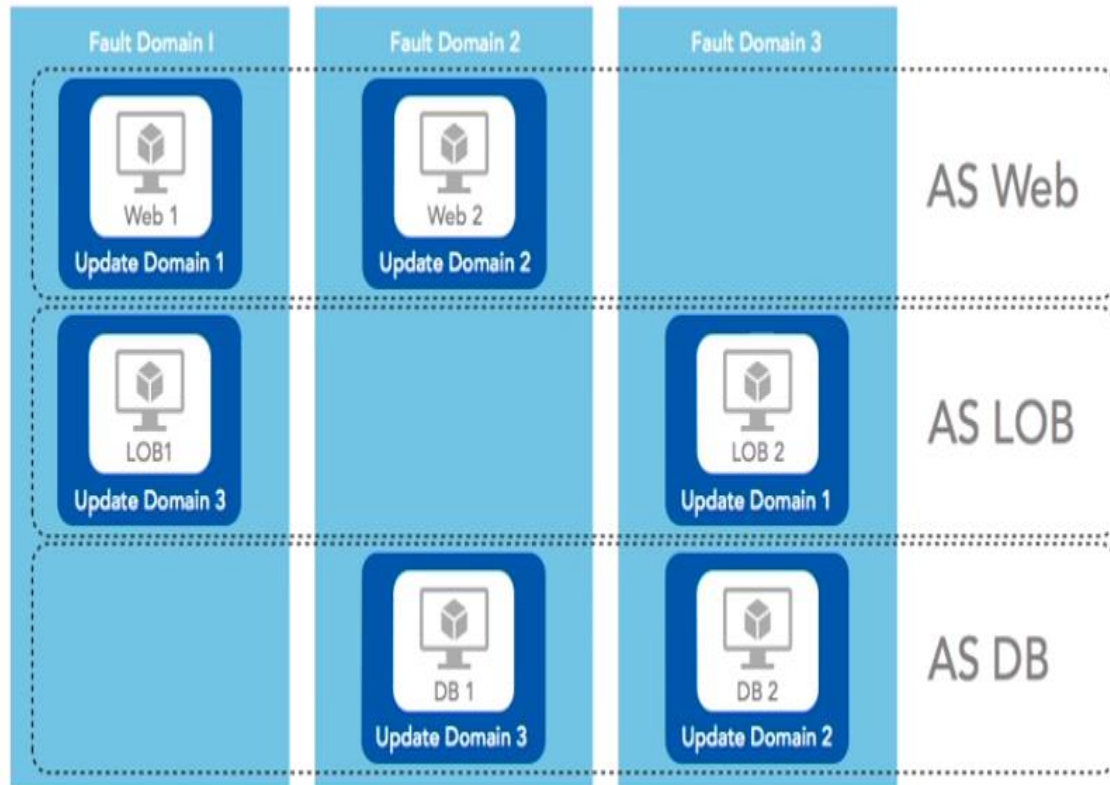 Fault Domain I
Fault Domain 2
Fault Domain 3
Web 1
Update Domain 1
Web 2
Update Domain 2
AS Web
LOB1
Update Domain 3
LOB 2
Update Domain 1
AS LOB
DB 1
Update Domain 3
DB 2
Update Domain 2
AS DB